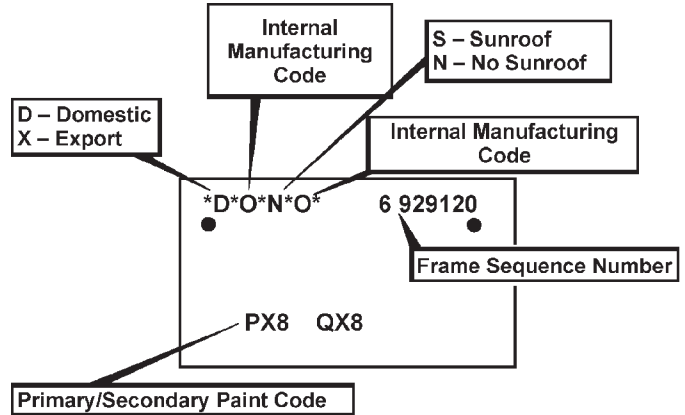 Internal
Manufacturing
Code
S – Sunroof
N – No Sunroof
D – Domestic
X – Export
Internal Manufacturing
Code
*D*O*N*O*
6 929120
Frame Sequence Number
PX8 QX8
Primary/Secondary Paint Code